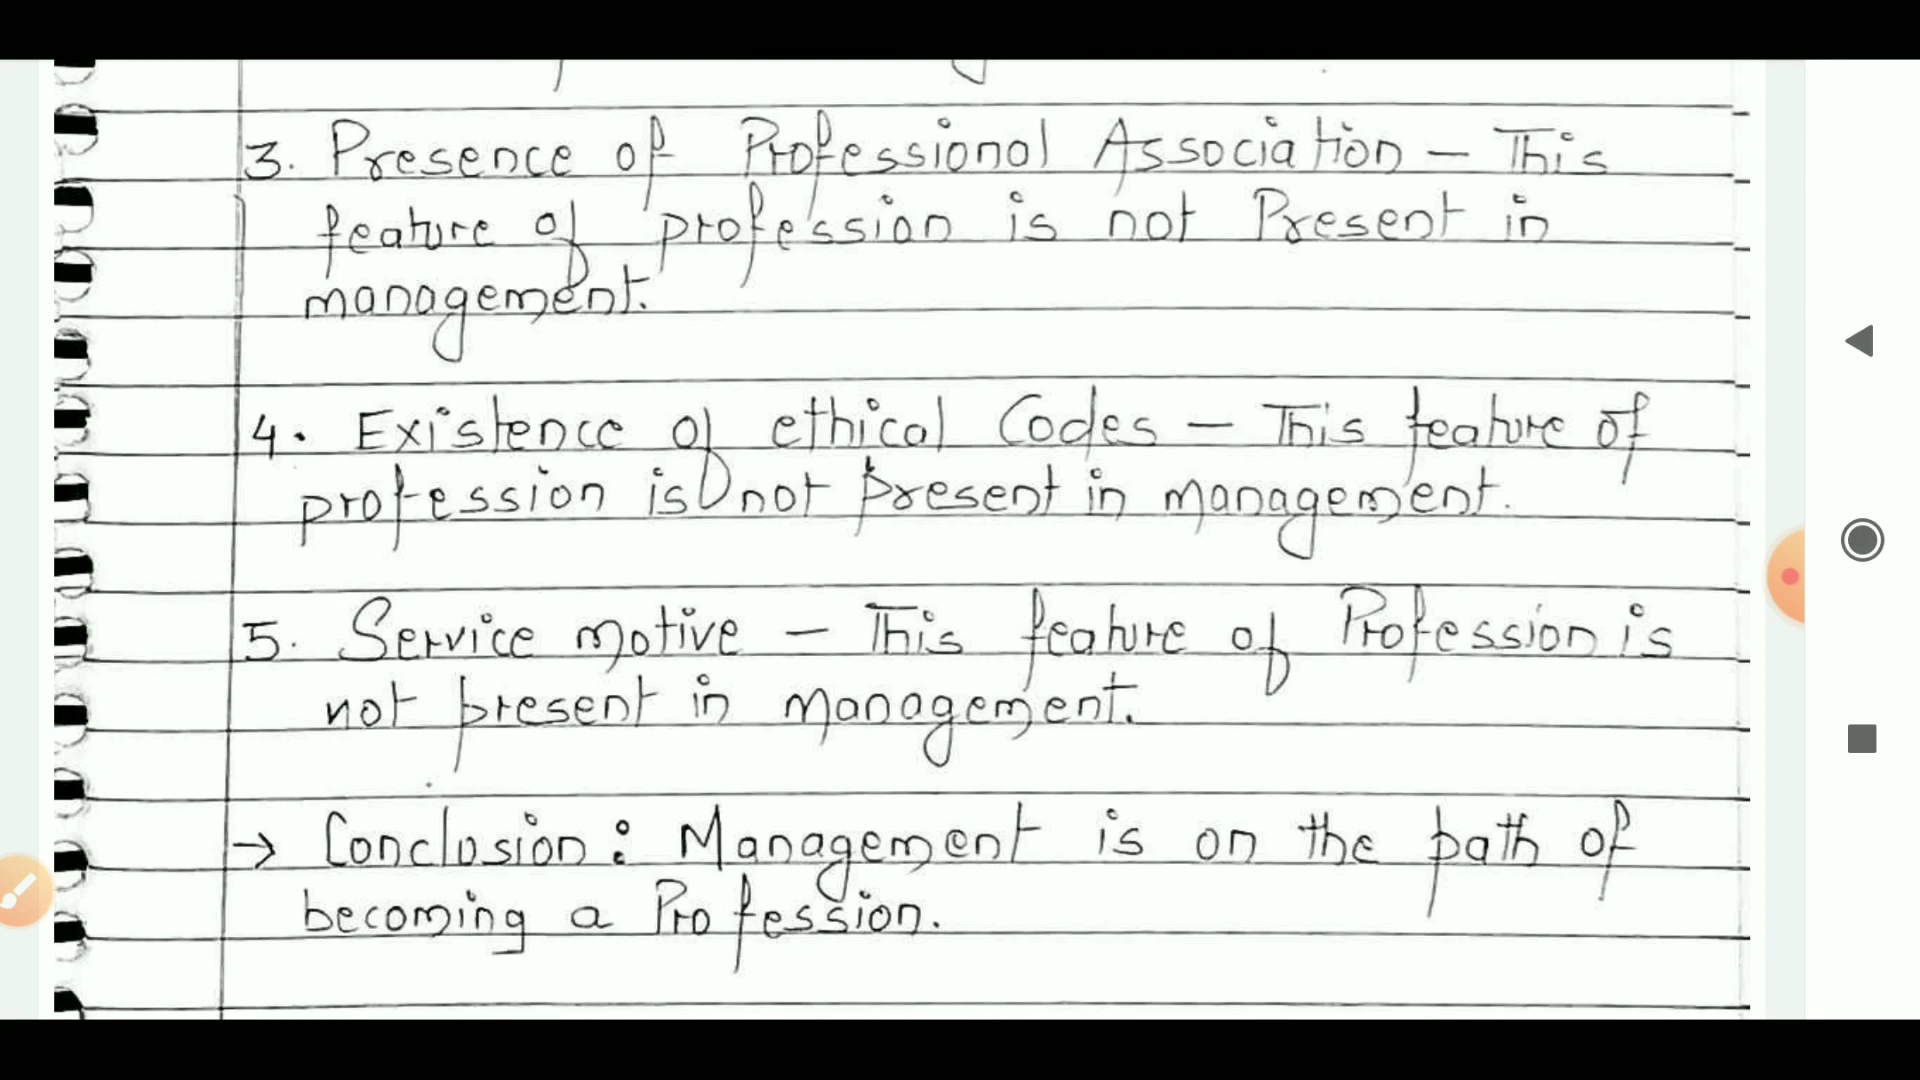 3. Presence of Professional Association - This
feature of profession is not Present in
management.
4. Existence of ethical Codes - This feature of
profession is not present in management.
5. Service motive - This feature of Profession is
not present in management.
→ Conclusion: Management is on the path of
becoming a Profession.